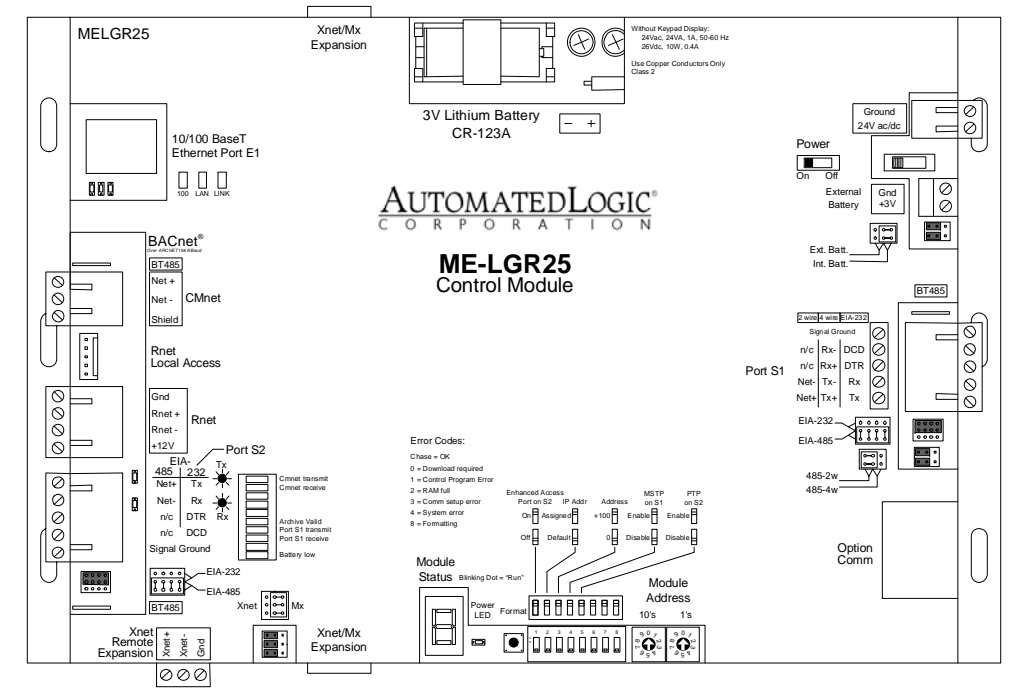 MELGR25
Xnet/Mx
Expansion
Without Keypad Display:
24Vac, 24VA, 1A, 50-60 Hz
26Vdc, 10W, 0.4A
Use Copper Conductors Only
Class 2
3V Lithium Battery
CR-123A
- +
10/100 BaseT
Ethernet Port E1
100 LAN LINK
Ground
24V ac/dc
Power
On Off
External
Battery
Gnd
+3V
Ext. Batt.
Int. Batt.
AUTOMATEDLOGIC®
CORPORATION
ME-LGR25
Control Module
BACnet®
Over ARCNET 156 KBaud
BT485
Net +
Net -
Shield
CMnet
Rnet
Local Access
Gnd
Rnet +
Rnet -
+12V
Rnet
Port S2
EIA-
485 232
Net+ Tx
Net- Rx
n/c DTR
n/c DCD
Signal Ground
Tx
Rx
EIA-232
EIA-485
BT485
Cmnet transmit
Cmnet receive
Archive Valid
Port S1 transmit
Port S1 receive
Battery low
Xnet Mx
Xnet
Remote
Expansion
Xnet+
Xnet-
Gnd
Xnet/Mx
Expansion
Error Codes:
Chase = OK
0 = Download required
1 = Control Program Error
2 = RAM full
3 = Comm setup error
4 = System error
8 = Formatting
Enhanced Access
Port on S2
On
Off
IP Addr
Assigned
Default
Address
+100
0
MSTP
on S1
Enable
Disable
PTP
on S2
Enable
Disable
Module
Status
Blinking Dot = "Run"
Power
LED
Format
1 2 3 4 5 6 7 8
Module
Address
10's 1's
BT485
2 wire 4 wire EIA-232
Signal Ground
n/c Rx- DCD
n/c Rx+ DTR
Net- Tx- Rx
Net+ Tx+ Tx
Port S1
EIA-232
EIA-485
485-2w
485-4w
Option
Comm